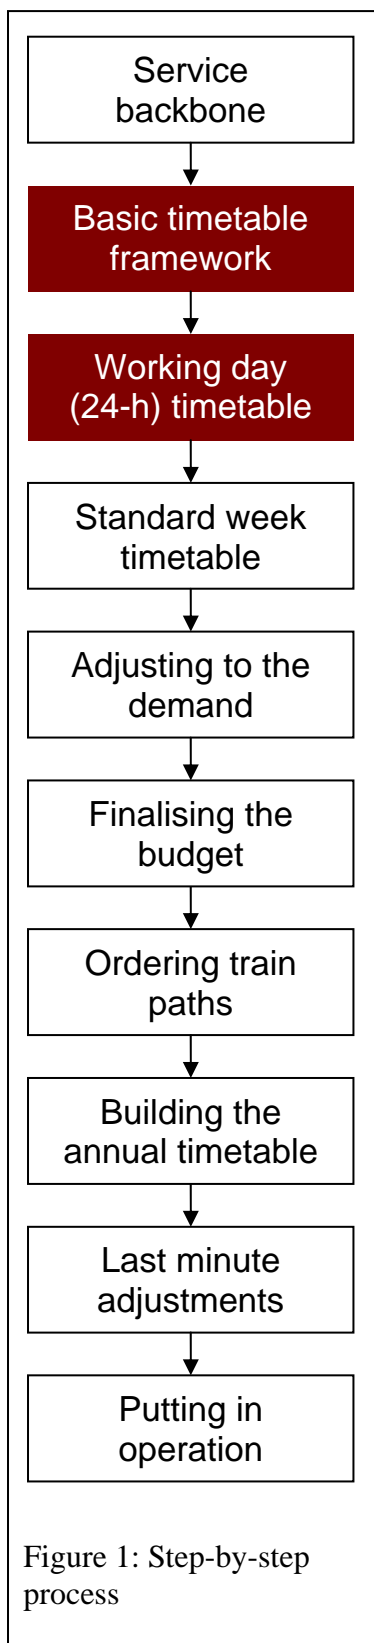 Service
backbone
Basic timetable
framework
Working day
(24-h) timetable
Standard week
timetable
Adjusting to the
demand
Finalising the
budget
Ordering train
paths
Building the
annual timetable
Last minute
adjustments
Putting in
operation
Figure 1: Step-by-step
process